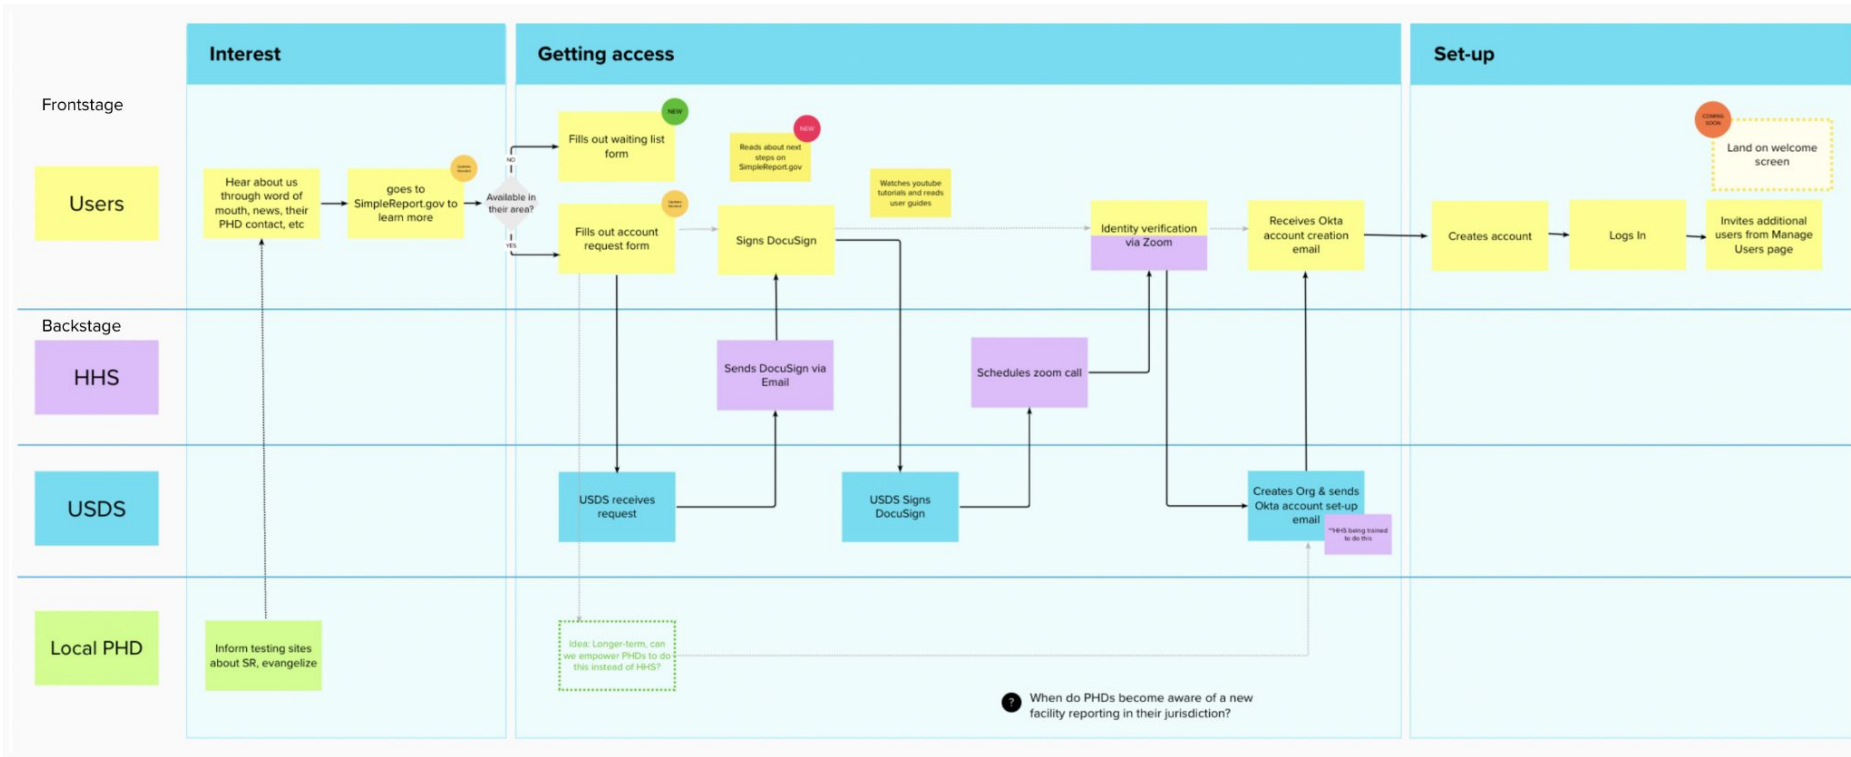 Interest
Getting access
Set-up
Frontstage
Users
Hear about us
through word of
mouth, news, their
PHD contact, etc
goes to
SimpleReport.gov to
learn more
Available in
their area?
NO
YES
Fills out waiting list
form
NEW
Fills out account
request form
Reads about next
steps on
SimpleReport.gov
NEW
Signs DocuSign
Watches youtube
tutorials and reads
user guides
Identity verification
via Zoom
Receives Okta
account creation
email
Creates account
Logs In
COMING
SOON
Land on welcome
screen
Invites additional
users from Manage
Users page
Backstage
HHS
Sends DocuSign via
Email
Schedules zoom call
USDS
USDS receives
request
USDS Signs
DocuSign
Creates Org & sends
Okta account set-up
email
**HHS being trained
to do this
Local PHD
Inform testing sites
about SR, evangelize
Idea: Longer-term, can
we empower PHDs to do
this instead of HHS?
?
When do PHDs become aware of a new
facility reporting in their jurisdiction?